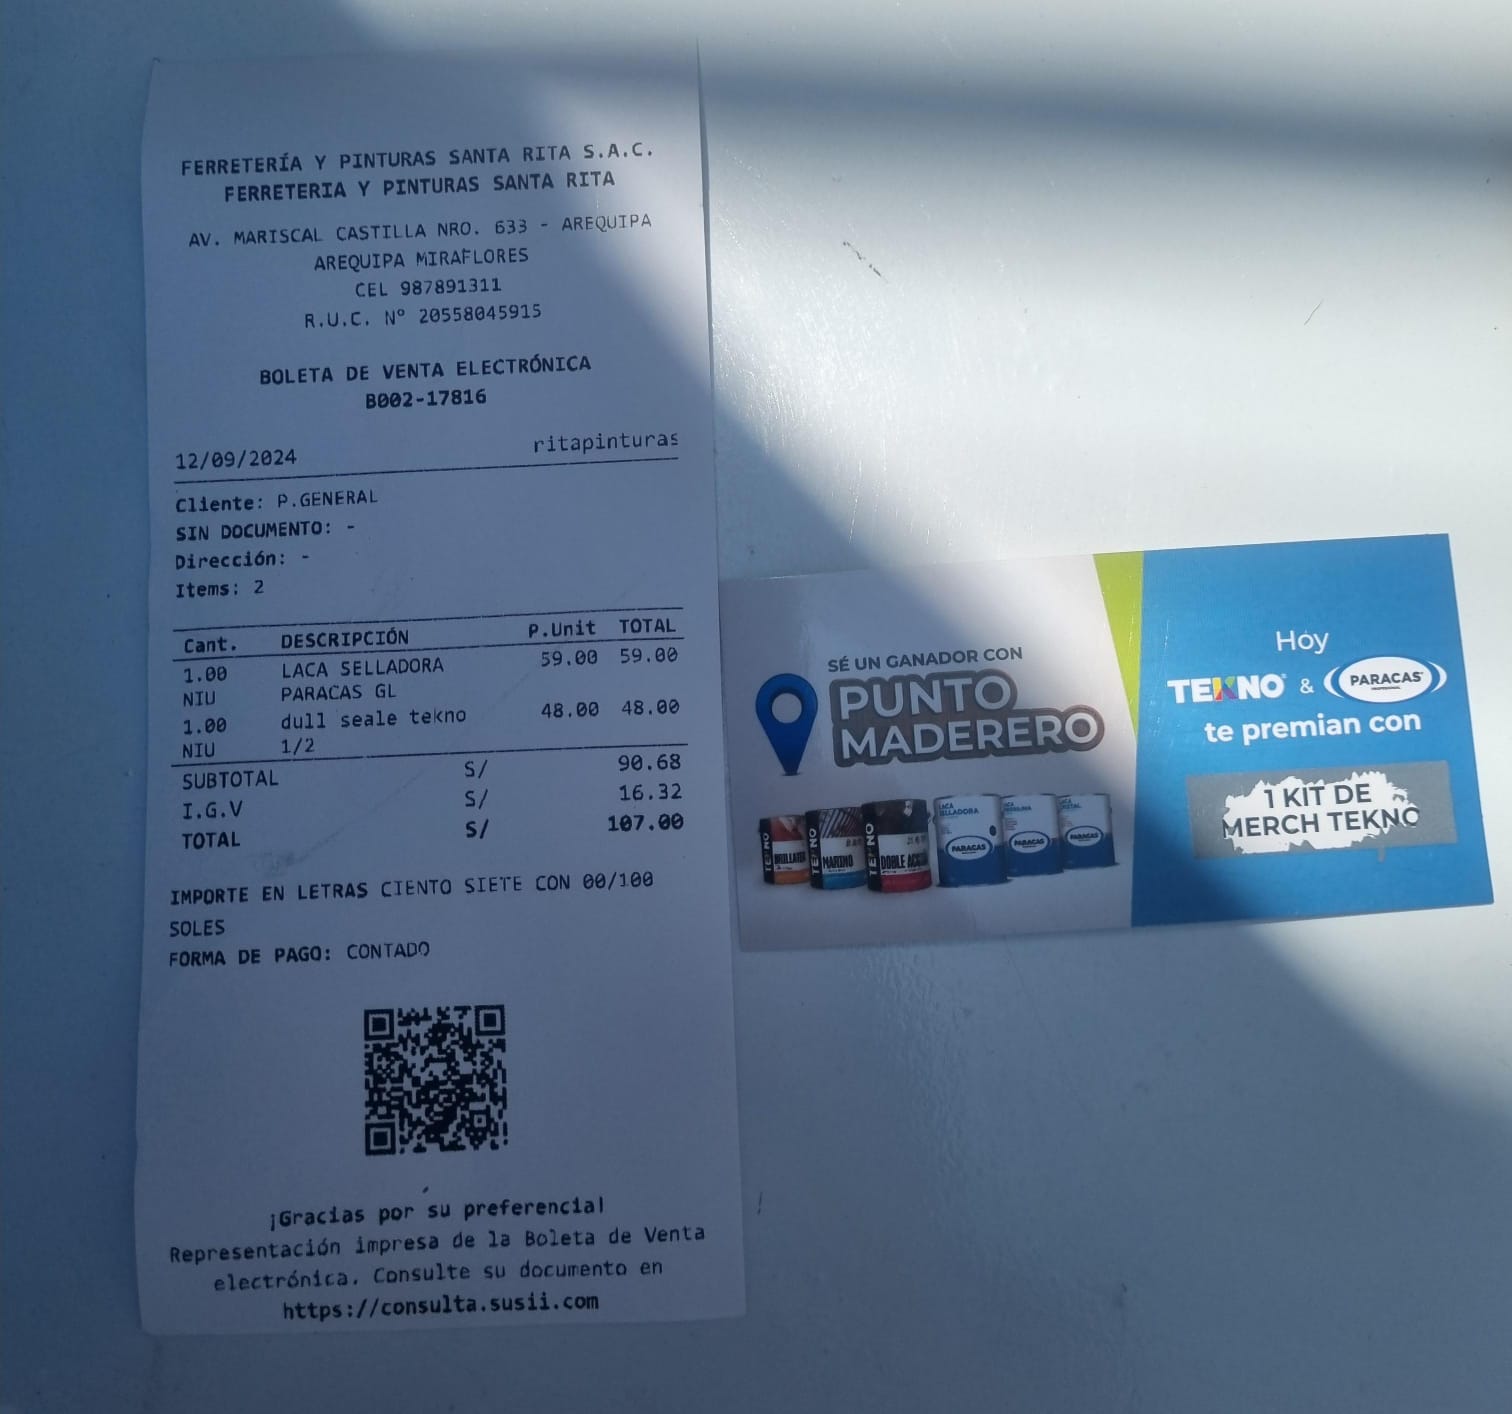 FERRETERÍA Y PINTURAS SANTA RITA S.A.C.
FERRETERIA Y PINTURAS SANTA RITA
AV. MARISCAL CASTILLA NRO. 633 - AREQUIPA
AREQUIPA MIRAFLORES
CEL 987891311
R.U.C. Nº 20558045915
BOLETA DE VENTA ELECTRÓNICA
B002-17816
12/09/2024 ritapinturas
Cliente: P.GENERAL
SIN DOCUMENTO: -
Dirección: -
Items: 2
Cant. DESCRIPCIÓN P.Unit TOTAL
1.00 LACA SELLADORA 59.00 59.00
NIU PARACAS GL
1.00 dull seale tekno 48.00 48.00
NIU 1/2
SUBTOTAL S/ 90.68
I.G.V S/ 16.32
TOTAL S/ 107.00
IMPORTE EN LETRAS CIENTO SIETE CON 00/100
SOLES
FORMA DE PAGO: CONTADO
¡Gracias por su preferencia!
Representación impresa de la Boleta de Venta
electrónica. Consulte su documento en
https://consulta.susii.com
SÉ UN GANADOR CON
PUNTO
MADERERO
TEKNO
BRILLATEK
TEKNO
MARINO
TEKNO
DOBLE ACCIÓN
LACA
SELLADORA
PARACAS
LACA
PARACAS
LACA
PARACAS
Hoy
TEKNO & PARACAS
te premian con
1 KIT DE
MERCH TEKNO